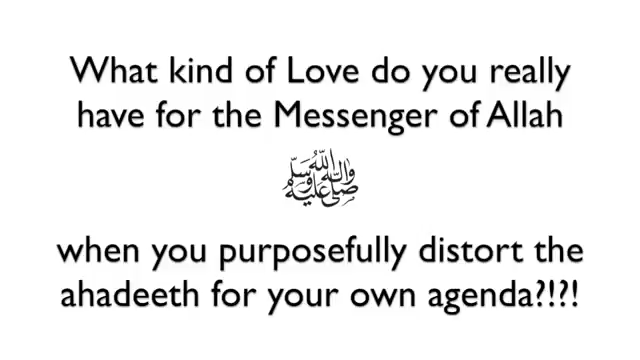 What kind of Love do you really
have for the Messenger of Allah
صلى الله عليه وآله وسلم
when you purposefully distort the
ahadeeth for your own agenda?!?!